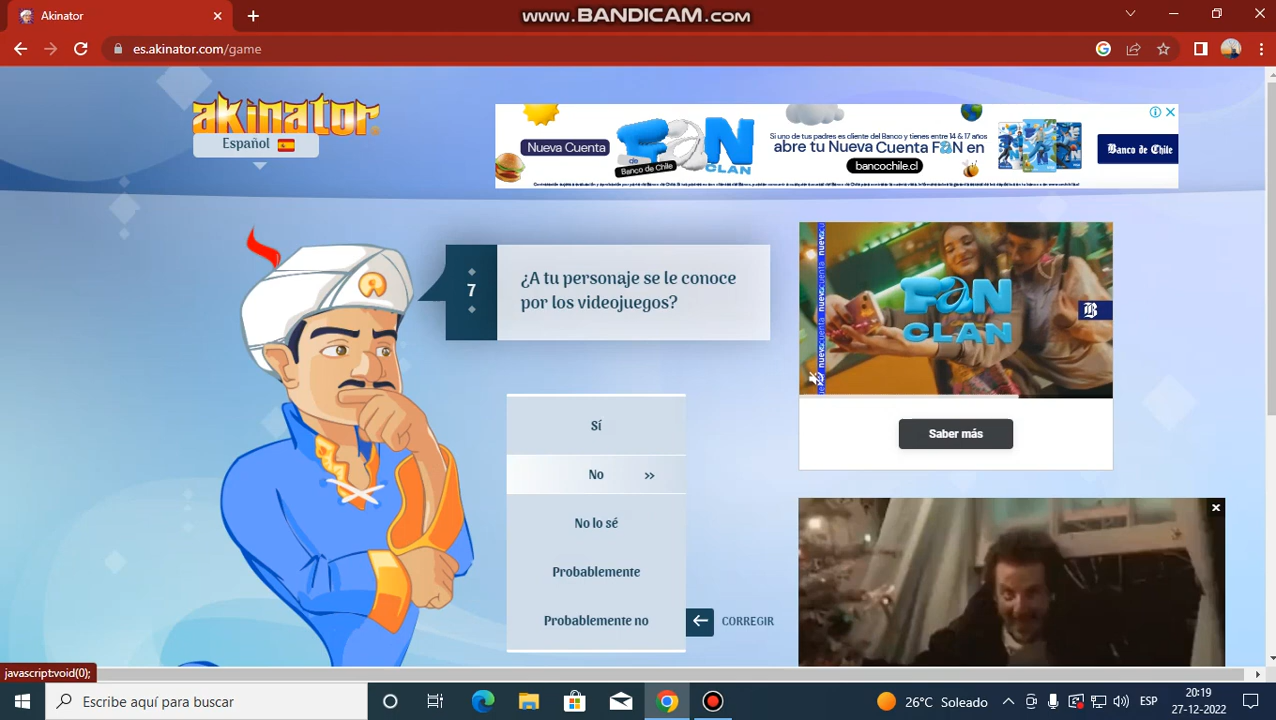 Akinator
www.BANDICAM.com
es.akinator.com/game
akinator
Español
Nueva Cuenta
FAN
de Banco de Chile
CLAN
Si uno de tus padres es cliente del Banco y tienes entre 14 & 17 años
abre tu Nueva Cuenta FAN en
bancochile.cl
Banco de Chile
7
¿A tu personaje se le conoce
por los videojuegos?
FAN
CLAN
B
nueva cuenta
Saber más
Sí
No >>
No lo sé
Probablemente
Probablemente no
CORREGIR
javascript:void(0);
Escribe aquí para buscar
26°C Soleado
ESP
20:19
27-12-2022